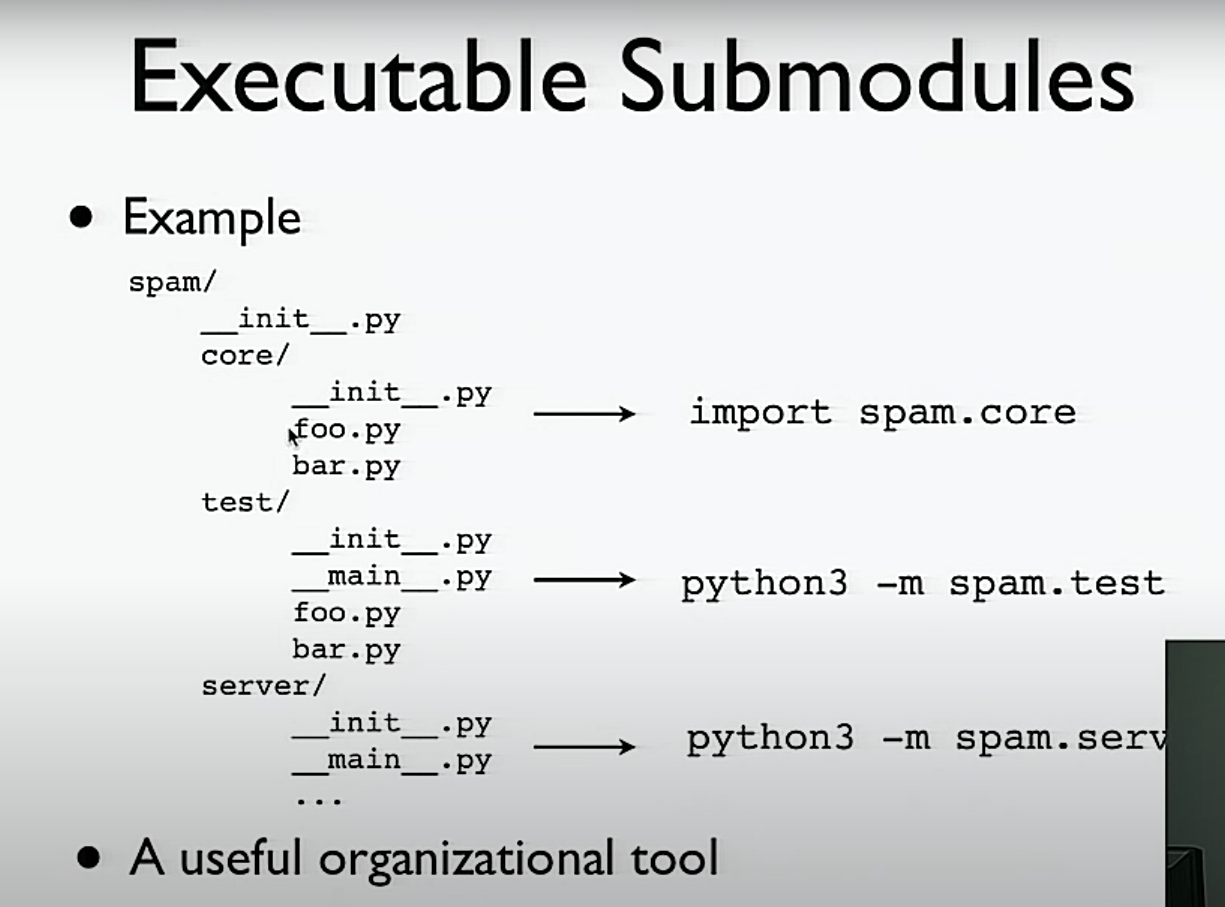 Executable Submodules
• Example
spam/
__init__.py
core/
__init__.py
import spam.core
foo.py
bar.py
test/
__init__.py
__main__.py
python3 -m spam.test
foo.py
bar.py
server/
__init__.py
python3 -m spam.serv
__main__.py
...
• A useful organizational tool